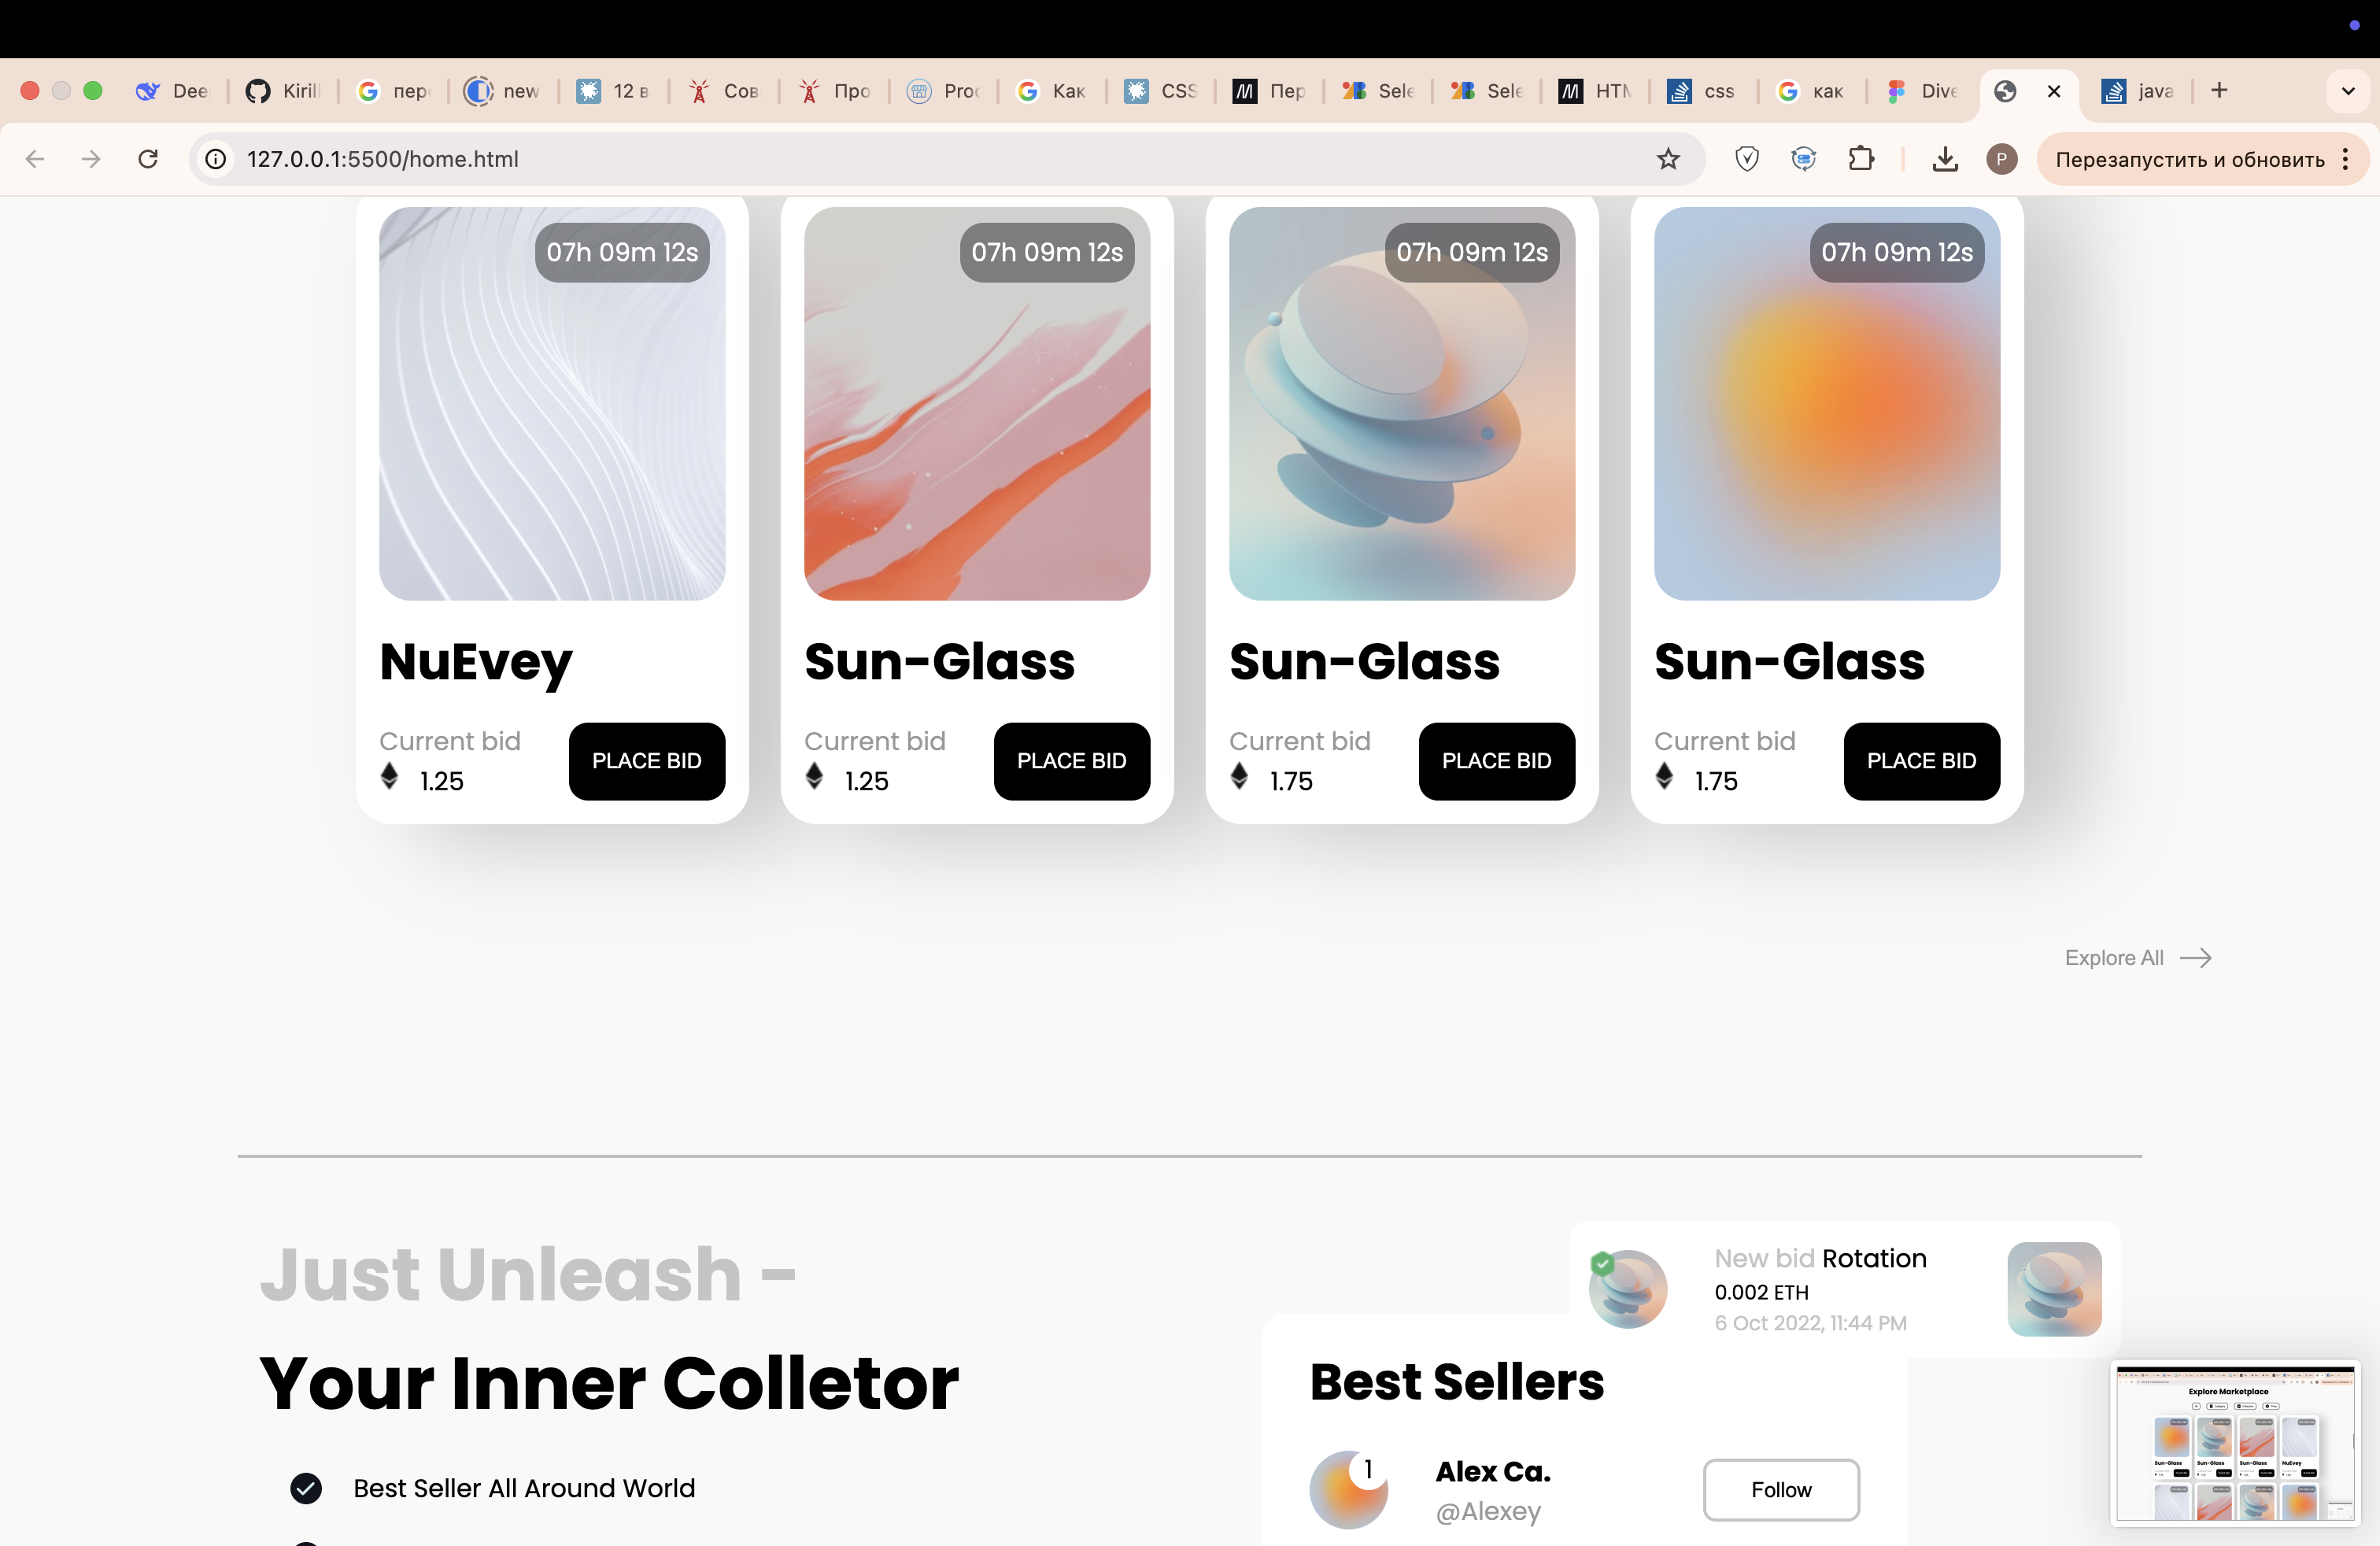 Dee
Kirill
пер
new
12 в
Сов
Про
Proc
Как
CSS
Пер
Sele
Sele
HTM
css
как
Dive
java
127.0.0.1:5500/home.html
P
Перезапустить и обновить
07h 09m 12s
07h 09m 12s
07h 09m 12s
07h 09m 12s
NuEvey
Sun-Glass
Sun-Glass
Sun-Glass
Current bid
1.25
PLACE BID
Current bid
1.25
PLACE BID
Current bid
1.75
PLACE BID
Current bid
1.75
PLACE BID
Explore All
Just Unleash -
Your Inner Colletor
Best Seller All Around World
New bid Rotation
0.002 ETH
6 Oct 2022, 11:44 PM
Best Sellers
1
Alex Ca.
@Alexey
Follow
Explore Marketplace
Sun-Glass
Sun-Glass
Sun-Glass
NuEvey